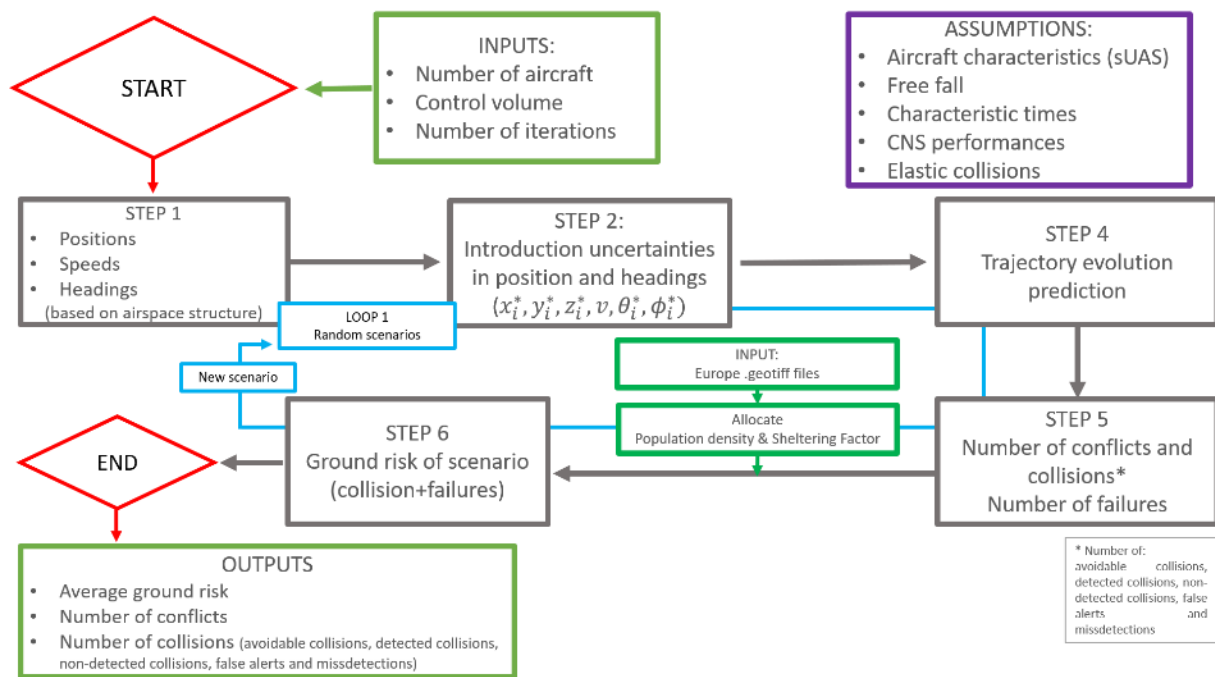 START
INPUTS:
• Number of aircraft
• Control volume
• Number of iterations
ASSUMPTIONS:
• Aircraft characteristics (sUAS)
• Free fall
• Characteristic times
• CNS performances
• Elastic collisions
STEP 1
• Positions
• Speeds
• Headings
(based on airspace structure)
STEP 2:
Introduction uncertainties
in position and headings
(x_i^*, y_i^*, z_i^*, v, θ_i^*, ϕ_i^*)
STEP 4
Trajectory evolution
prediction
LOOP 1
Random scenarios
New scenario
INPUT:
Europe .geotiff files
Allocate
Population density & Sheltering Factor
STEP 5
Number of conflicts and
collisions*
Number of failures
STEP 6
Ground risk of scenario
(collision+failures)
END
OUTPUTS
• Average ground risk
• Number of conflicts
• Number of collisions (avoidable collisions, detected collisions,
non-detected collisions, false alerts and missdetections)
* Number of:
avoidable collisions,
detected collisions, non-
detected collisions, false
alerts and
missdetections